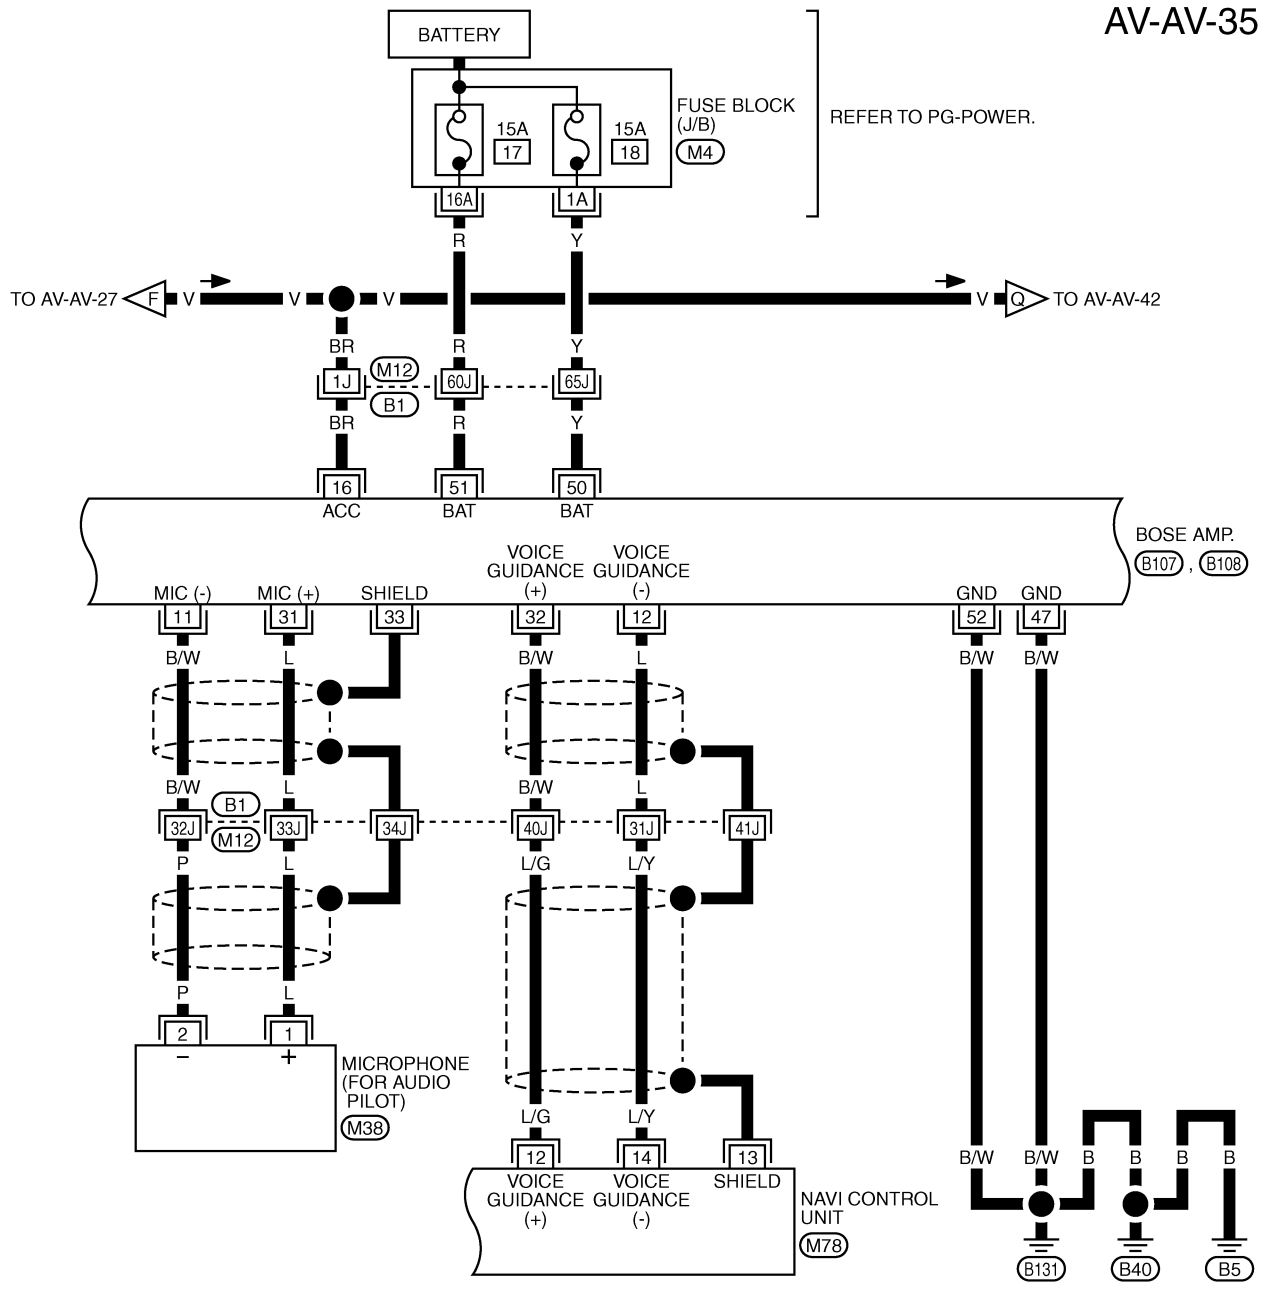 AV-AV-35
BATTERY
FUSE BLOCK
(J/B)
M4
REFER TO PG-POWER.
15A
17
15A
18
16A
1A
R
Y
TO AV-AV-27
F
V
V
V
V
Q
TO AV-AV-42
BR
R
Y
M12
1J
60J
65J
B1
BR
R
Y
16
51
50
ACC
BAT
BAT
BOSE AMP.
B107 , B108
VOICE
GUIDANCE
(+)
VOICE
GUIDANCE
(-)
MIC (-)
MIC (+)
SHIELD
GND
GND
11
31
33
32
12
52
47
B/W
L
B/W
L
B/W
B/W
B/W
L
B/W
L
B1
32J
33J
34J
40J
31J
41J
M12
P
L
L/G
L/Y
P
L
2
1
–
+
MICROPHONE
(FOR AUDIO
PILOT)
M38
L/G
L/Y
12
14
13
VOICE
GUIDANCE
(+)
VOICE
GUIDANCE
(-)
SHIELD
NAVI CONTROL
UNIT
M78
B/W
B/W
B
B
B
B
B131
B40
B5